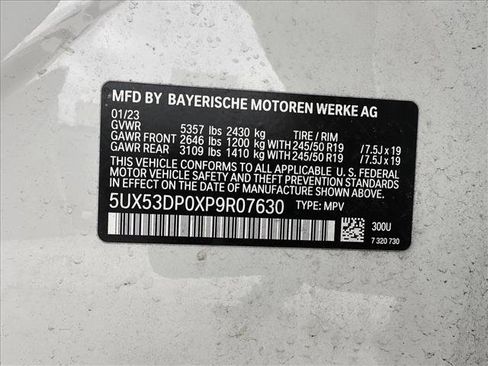 MFD BY BAYERISCHE MOTOREN WERKE AG
01/23
GVWR 5357 lbs 2430 kg TIRE / RIM
GAWR FRONT 2646 lbs 1200 kg WITH 245/50 R19 /7.5J x 19
GAWR REAR 3109 lbs 1410 kg WITH 245/50 R19 /7.5J x 19
THIS VEHICLE CONFORMS TO ALL APPLICABLE U.S. FEDERAL
MOTOR VEHICLE SAFETY AND THEFT PREVENTION STANDARDS
IN EFFECT ON THE DATE OF MANUFACTURE SHOWN ABOVE.
5UX53DP0XP9R07630 TYPE: MPV
300U
7 320 730